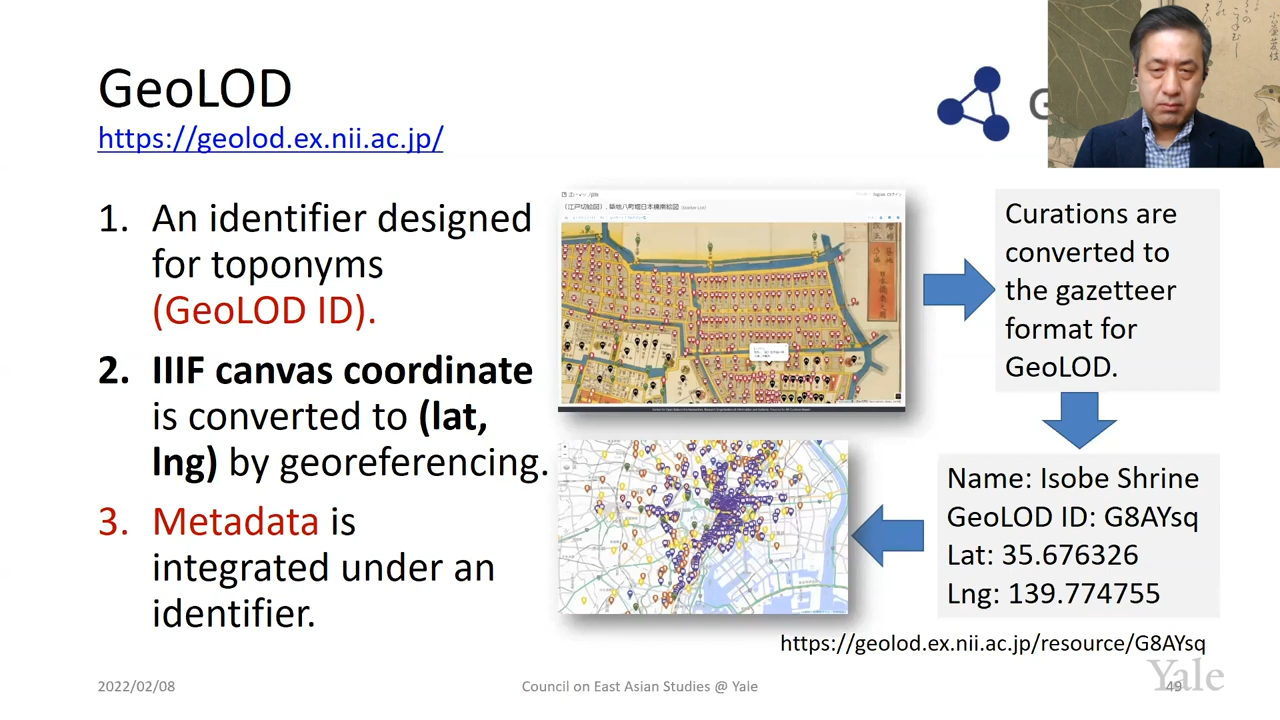 GeoLOD
https://geolod.ex.nii.ac.jp/
1. An identifier designed
for toponyms
(GeoLOD ID).
2. IIIF canvas coordinate
is converted to (lat,
lng) by georeferencing.
3. Metadata is
integrated under an
identifier.
Curations are
converted to
the gazetteer
format for
GeoLOD.
Name: Isobe Shrine
GeoLOD ID: G8AYsq
Lat: 35.676326
Lng: 139.774755
https://geolod.ex.nii.ac.jp/resource/G8AYsq
2022/02/08
Council on East Asian Studies @ Yale
49
Yale